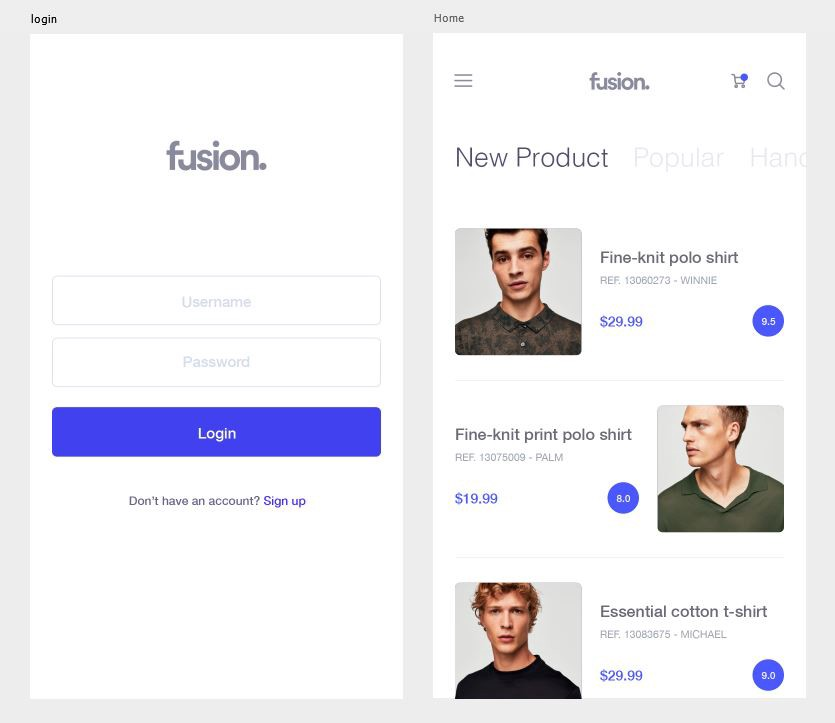 login
fusion.
Username
Password
Login
Don't have an account? Sign up
Home
fusion.
New Product Popular Hand
Fine-knit polo shirt
REF. 13060273 - WINNIE
$29.99 9.5
Fine-knit print polo shirt
REF. 13075009 - PALM
$19.99 8.0
Essential cotton t-shirt
REF. 13083675 - MICHAEL
$29.99 9.0